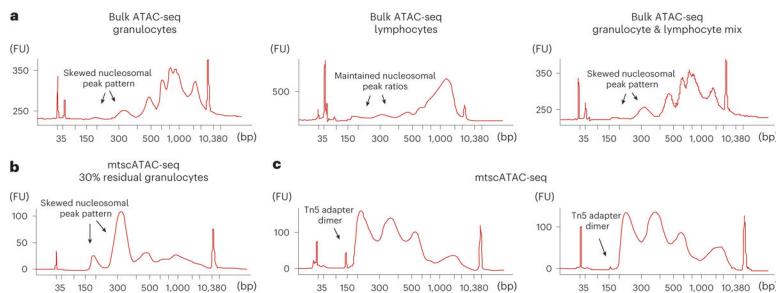 a
Bulk ATAC-seq
granulocytes
(FU)
350
250
Skewed nucleosomal
peak pattern
35 150 300 500 1,000 10,380 (bp)
Bulk ATAC-seq
lymphocytes
(FU)
500
Maintained nucleosomal
peak ratios
35 150 300 500 1,000 10,380 (bp)
Bulk ATAC-seq
granulocyte & lymphocyte mix
(FU)
350
250
Skewed nucleosomal
peak pattern
35 150 300 500 1,000 10,380 (bp)
b
mtscATAC-seq
30% residual granulocytes
(FU)
100
50
0
Skewed nucleosomal
peak pattern
35 150 300 500 1,000 10,380 (bp)
c
mtscATAC-seq
(FU)
100
0
Tn5 adapter
dimer
35 150 300 500 1,000 10,380 (bp)
(FU)
100
0
Tn5 adapter
dimer
35 150 300 500 1,000 10,380 (bp)